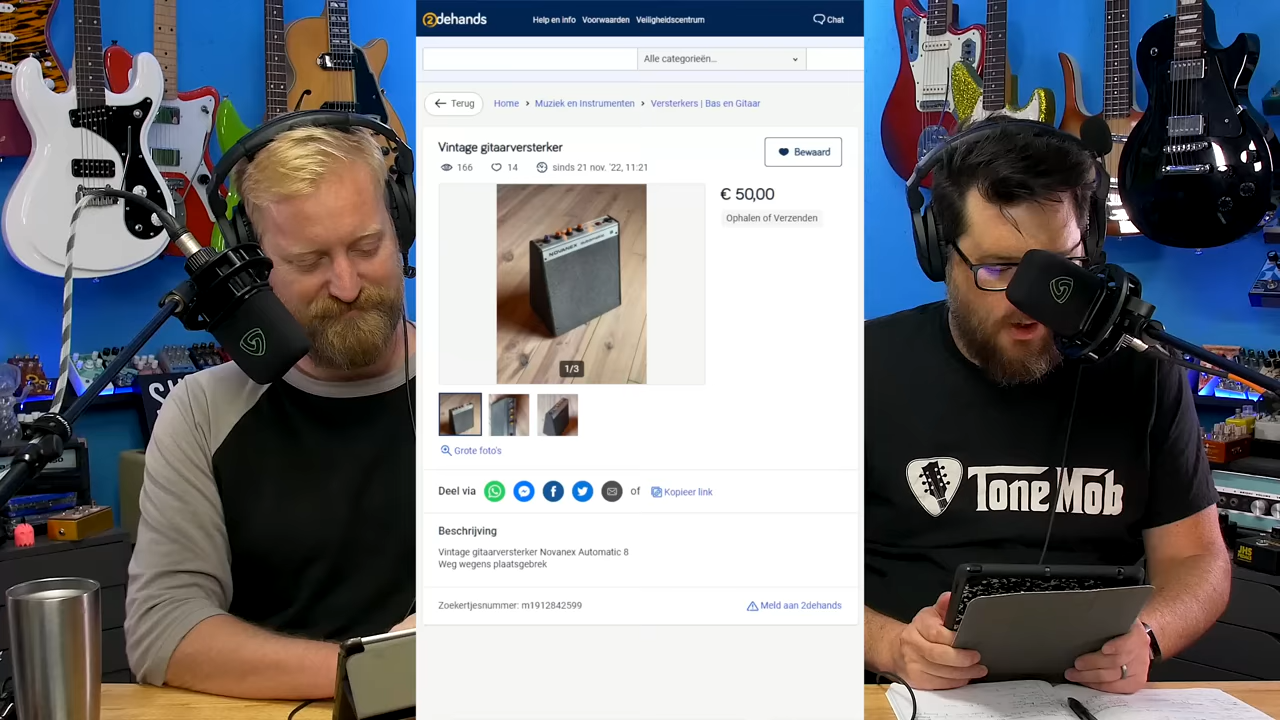 2dehands
Help en info Voorwaarden Veiligheidscentrum
Chat
Alle categorieën...
Terug
Home › Muziek en Instrumenten › Versterkers | Bas en Gitaar
Vintage gitaarversterker
Bewaard
166
14
sinds 21 nov. '22, 11:21
€ 50,00
Ophalen of Verzenden
NOVANEX AUTOMATIC
1/3
Grote foto's
Deel via
of
Kopieer link
Beschrijving
Vintage gitaarversterker Novanex Automatic 8
Weg wegens plaatsgebrek
Zoekertjesnummer: m1912842599
Meld aan 2dehands
TONE MOB
JHS